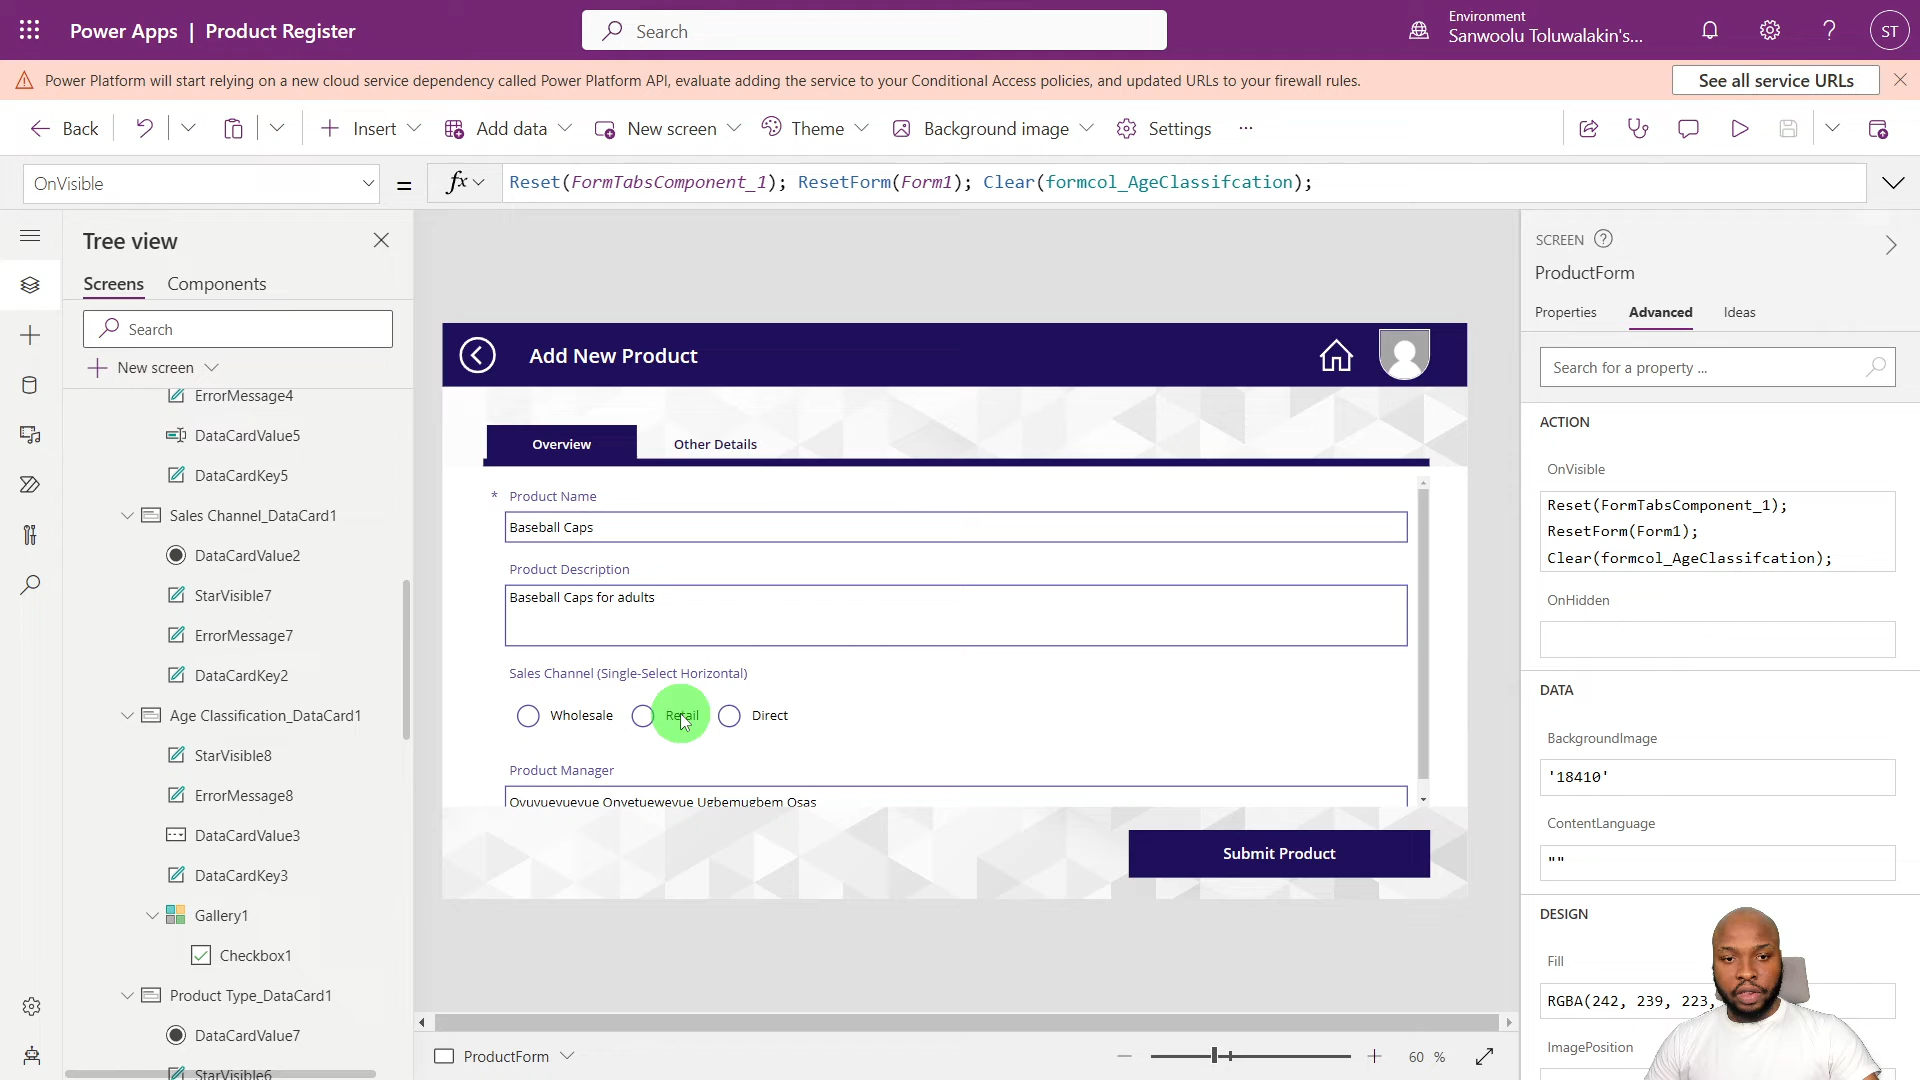 Power Apps | Product Register
Search
Environment
Sanwoolu Toluwalakin's...
ST
Power Platform will start relying on a new cloud service dependency called Power Platform API, evaluate adding the service to your Conditional Access policies, and updated URLs to your firewall rules.
See all service URLs
Back
Insert
Add data
New screen
Theme
Background image
Settings
...
OnVisible
=
fx
Reset(FormTabsComponent_1); ResetForm(Form1); Clear(formcol_AgeClassifcation);
Tree view
Screens
Components
Search
New screen
ErrorMessage4
DataCardValue5
DataCardKey5
Sales Channel_DataCard1
DataCardValue2
StarVisible7
ErrorMessage7
DataCardKey2
Age Classification_DataCard1
StarVisible8
ErrorMessage8
DataCardValue3
DataCardKey3
Gallery1
Checkbox1
Product Type_DataCard1
DataCardValue7
StarVisible6
Add New Product
Overview
Other Details
* Product Name
Baseball Caps
Product Description
Baseball Caps for adults
Sales Channel (Single-Select Horizontal)
Wholesale
Retail
Direct
Product Manager
Submit Product
ProductForm
60 %
SCREEN
ProductForm
Properties
Advanced
Ideas
Search for a property ...
ACTION
OnVisible
Reset(FormTabsComponent_1);
ResetForm(Form1);
Clear(formcol_AgeClassifcation);
OnHidden
DATA
BackgroundImage
'18410'
ContentLanguage
""
DESIGN
Fill
RGBA(242, 239, 223,
ImagePosition